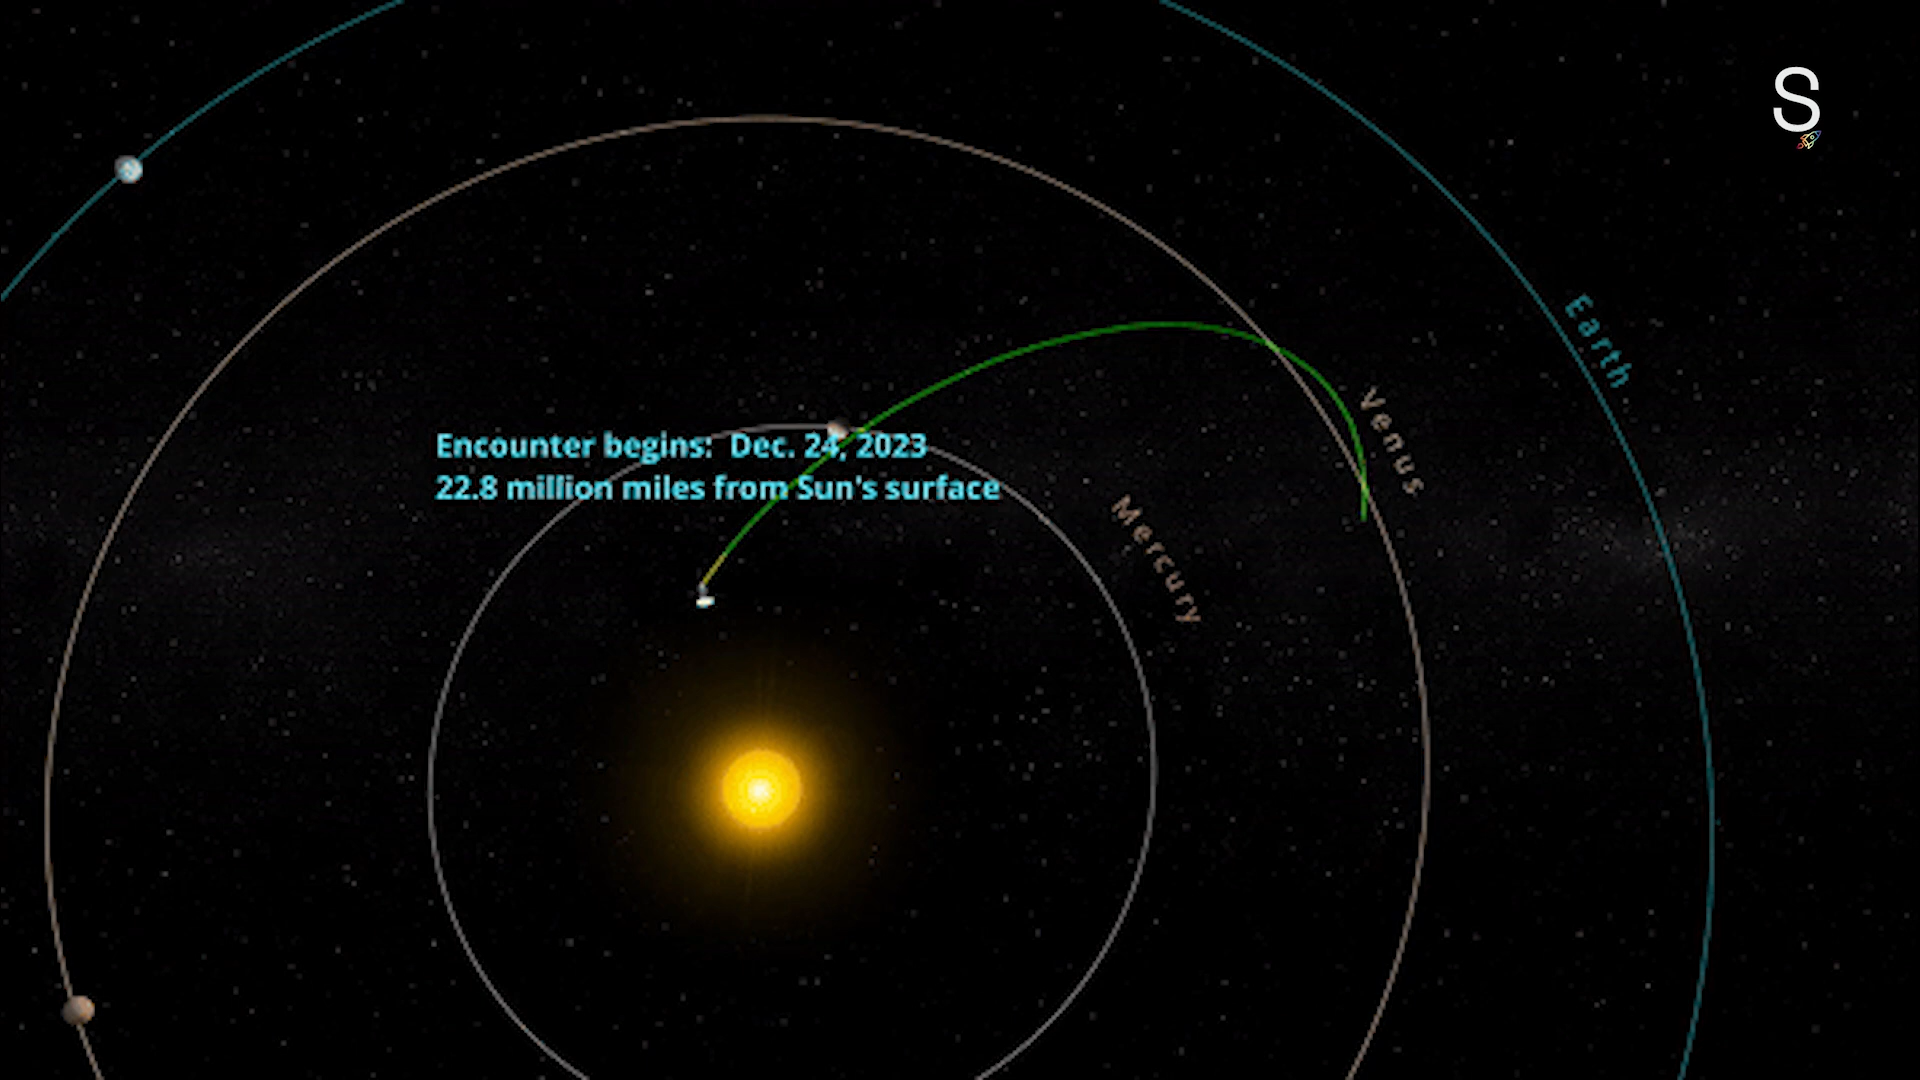 S
Earth
Venus
Encounter begins:  Dec. 24, 2023
22.8 million miles from Sun's surface
Mercury